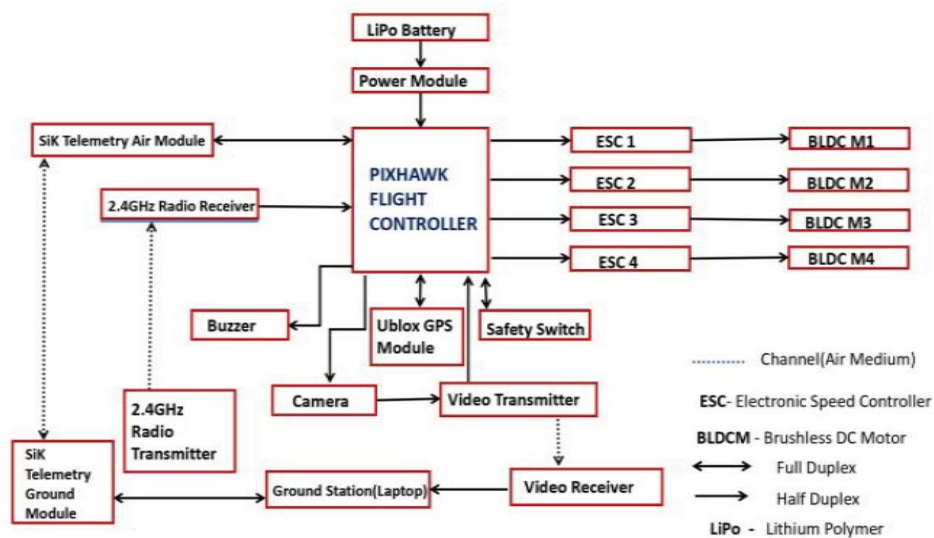 LiPo Battery
Power Module
SiK Telemetry Air Module
PIXHAWK
FLIGHT
CONTROLLER
ESC 1
BLDC M1
2.4GHz Radio Receiver
ESC 2
BLDC M2
ESC 3
BLDC M3
ESC 4
BLDC M4
Buzzer
Ublox GPS
Module
Safety Switch
Camera
Video Transmitter
2.4GHz
Radio
Transmitter
SiK
Telemetry
Ground
Module
Ground Station(Laptop)
Video Receiver
Channel(Air Medium)
ESC- Electronic Speed Controller
BLDCM - Brushless DC Motor
Full Duplex
Half Duplex
LiPo - Lithium Polymer